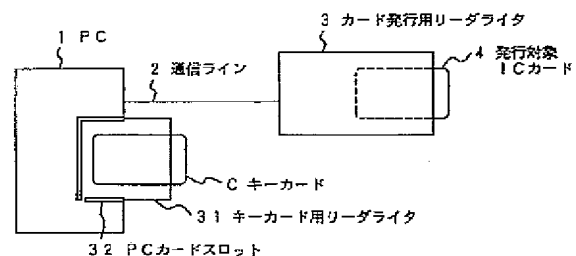 1 PC
2 通信ライン
3 カード発行用リーダライタ
4 発行対象
ICカード
C キーカード
31 キーカード用リーダライタ
32 PCカードスロット